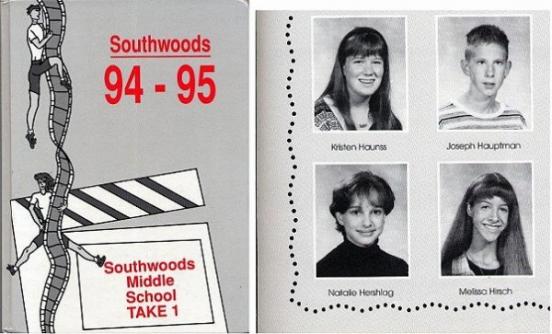 Southwoods
94 - 95
Southwoods
Middle
School
TAKE 1
Kristen Haunss
Joseph Hauptman
Natalie Hershlag
Melissa Hirsch